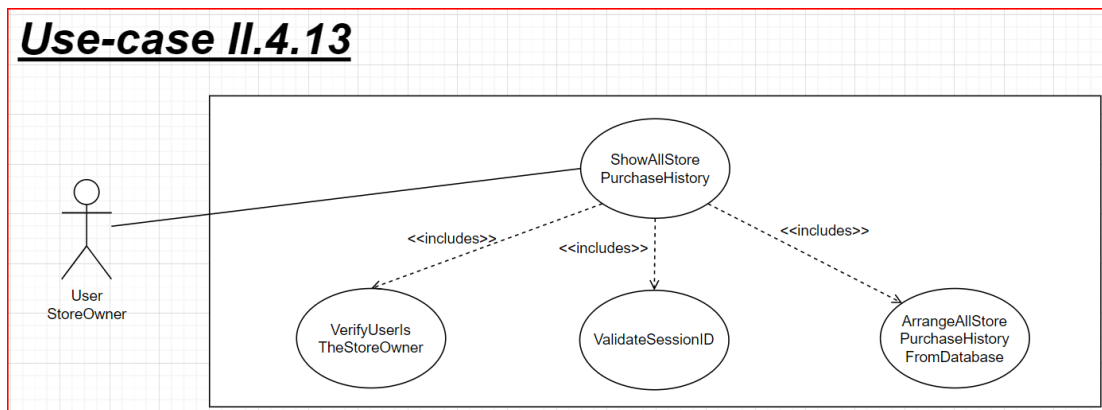 Use-case II.4.13
ShowAllStore
PurchaseHistory
<<includes>>
<<includes>>
<<includes>>
User
StoreOwner
VerifyUserIs
TheStoreOwner
ValidateSessionID
ArrangeAllStore
PurchaseHistory
FromDatabase